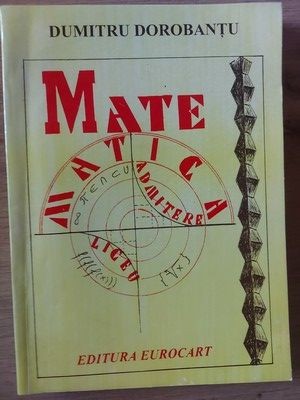 DUMITRU DOROBANȚU
MATE
MATICA
ADMITERE
LICEU
EDITURA EUROCART